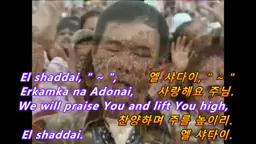 El shaddai, " ~ ", 엘 샤다이, " ~ "
Erkamka na Adonai, 사랑해요 주님.
We will praise You and lift You high,
찬양하며 주를 높이리.
El shaddai. 엘 샤타이.